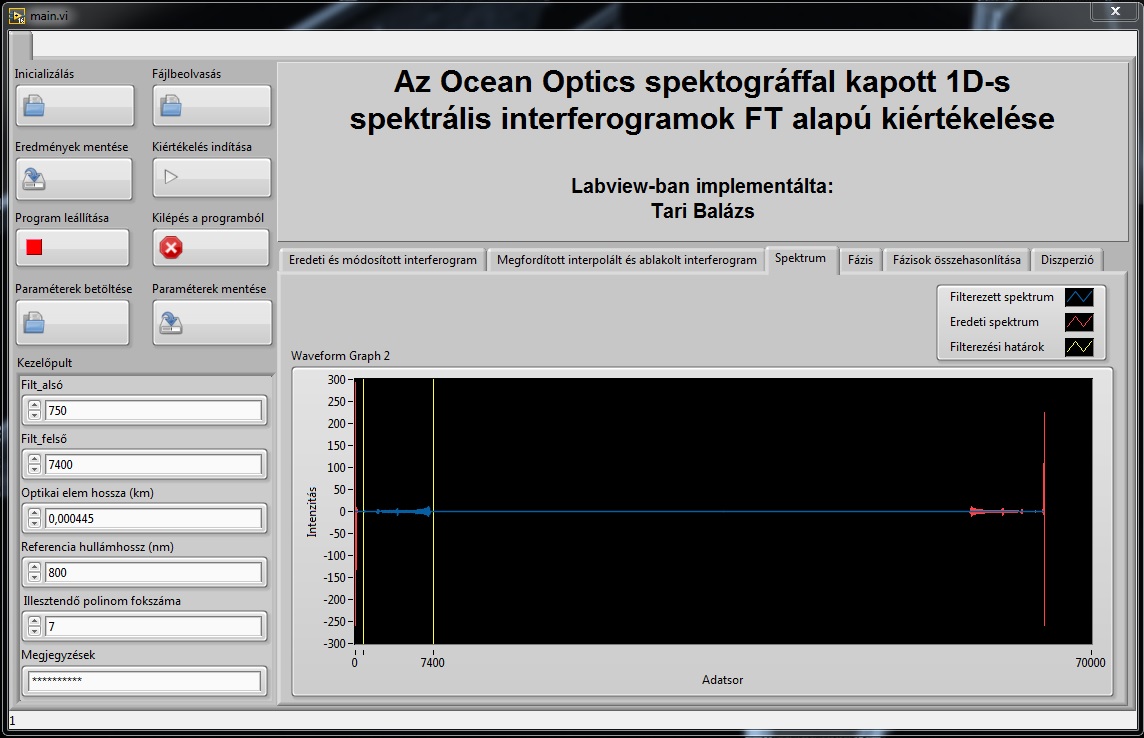 main.vi
Inicializálás
Fájlbeolvasás
Eredmények mentése
Kiértékelés indítása
Program leállítása
Kilépés a programból
Paraméterek betöltése
Paraméterek mentése
Kezelőpult
Filt_alsó
750
Filt_felső
7400
Optikai elem hossza (km)
0,000445
Referencia hullámhossz (nm)
800
Illesztendő polinom fokszáma
7
Megjegyzések
**********
1
Az Ocean Optics spektográffal kapott 1D-s
spektrális interferogramok FT alapú kiértékelése
Labview-ban implementálta:
Tari Balázs
Eredeti és módosított interferogram
Megfordított interpolált és ablakolt interferogram
Spektrum
Fázis
Fázisok összehasonlítása
Diszperzió
Filterezett spektrum
Eredeti spektrum
Filterezési határok
Waveform Graph 2
Intenzitás
300
250
200
150
100
50
0
-50
-100
-150
-200
-250
-300
0
7400
70000
Adatsor